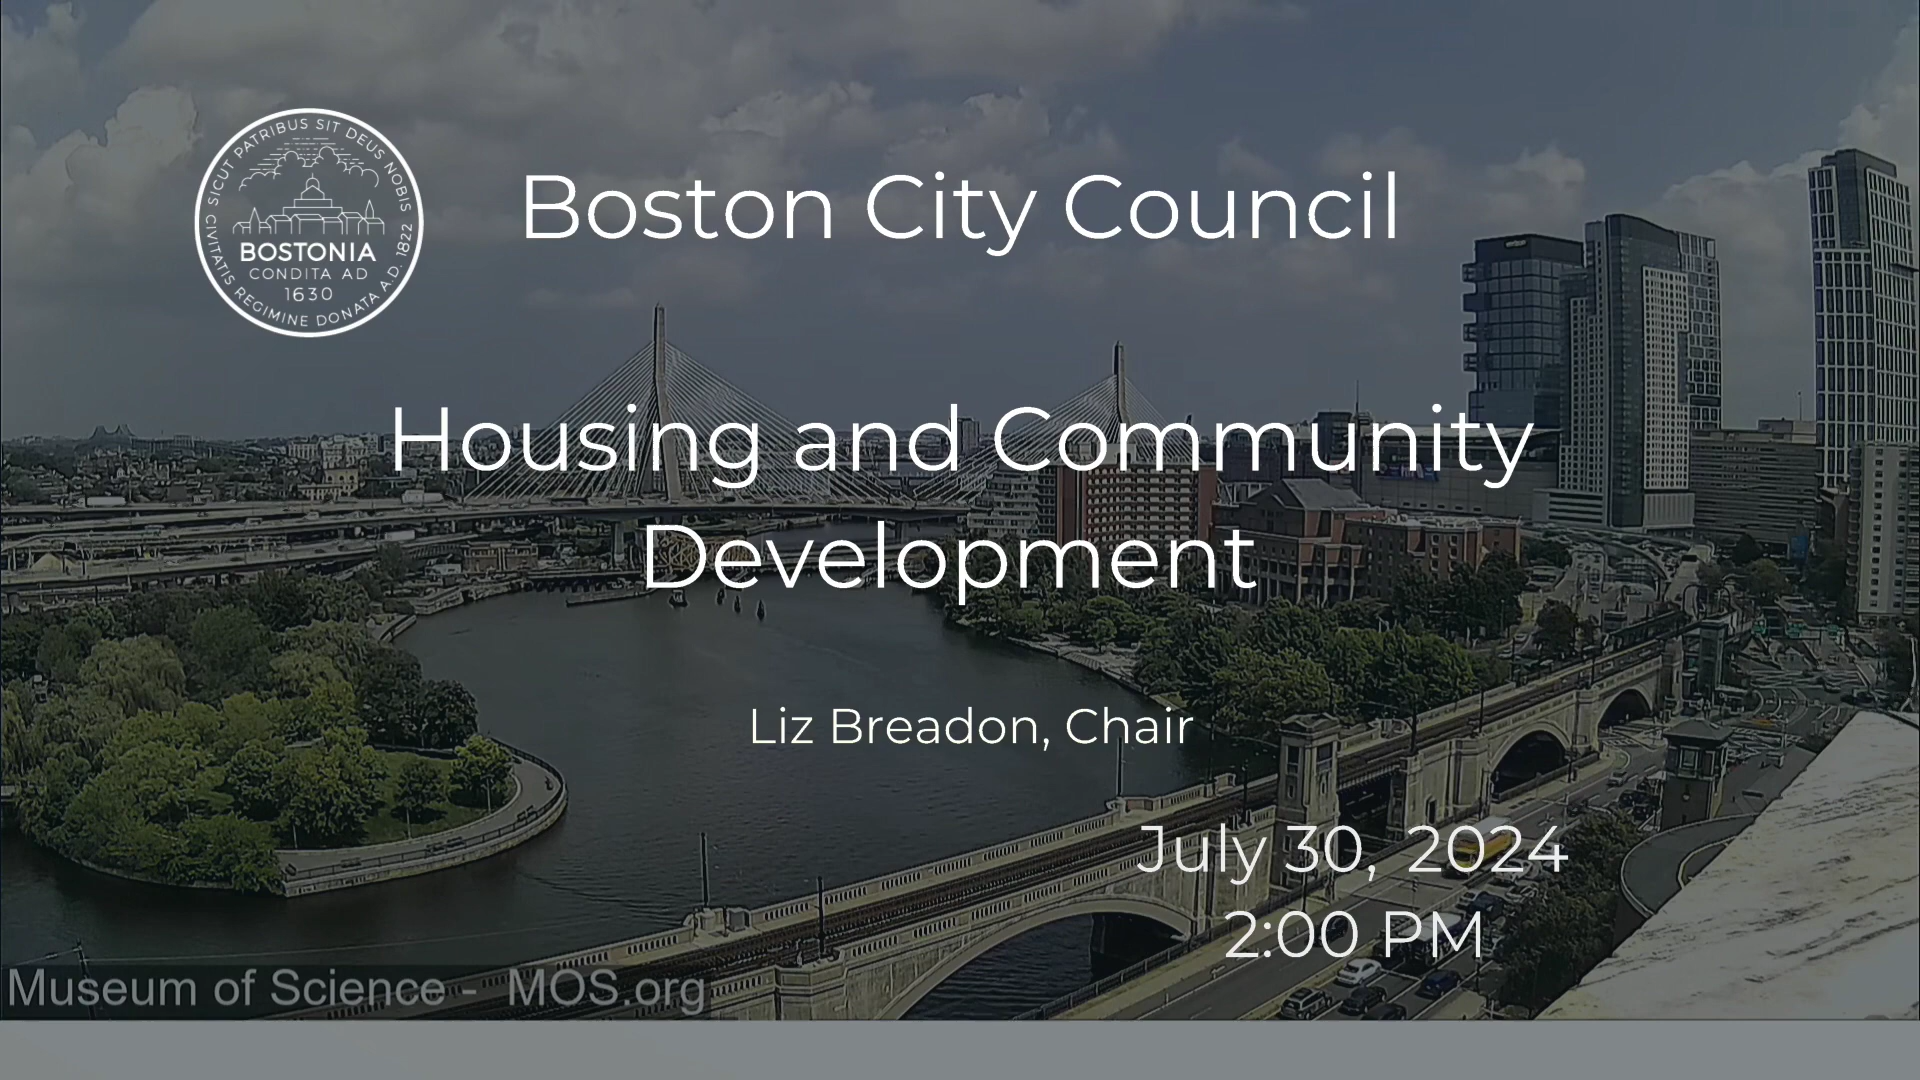 SICUT PATRIBUS SIT DEUS NOBIS
CIVITATIS REGIMINE DONATA A.D. 1822
BOSTONIA
CONDITA AD
1630
Boston City Council
Housing and Community
Development
Liz Breadon, Chair
July 30, 2024
2:00 PM
Museum of Science - MOS.org